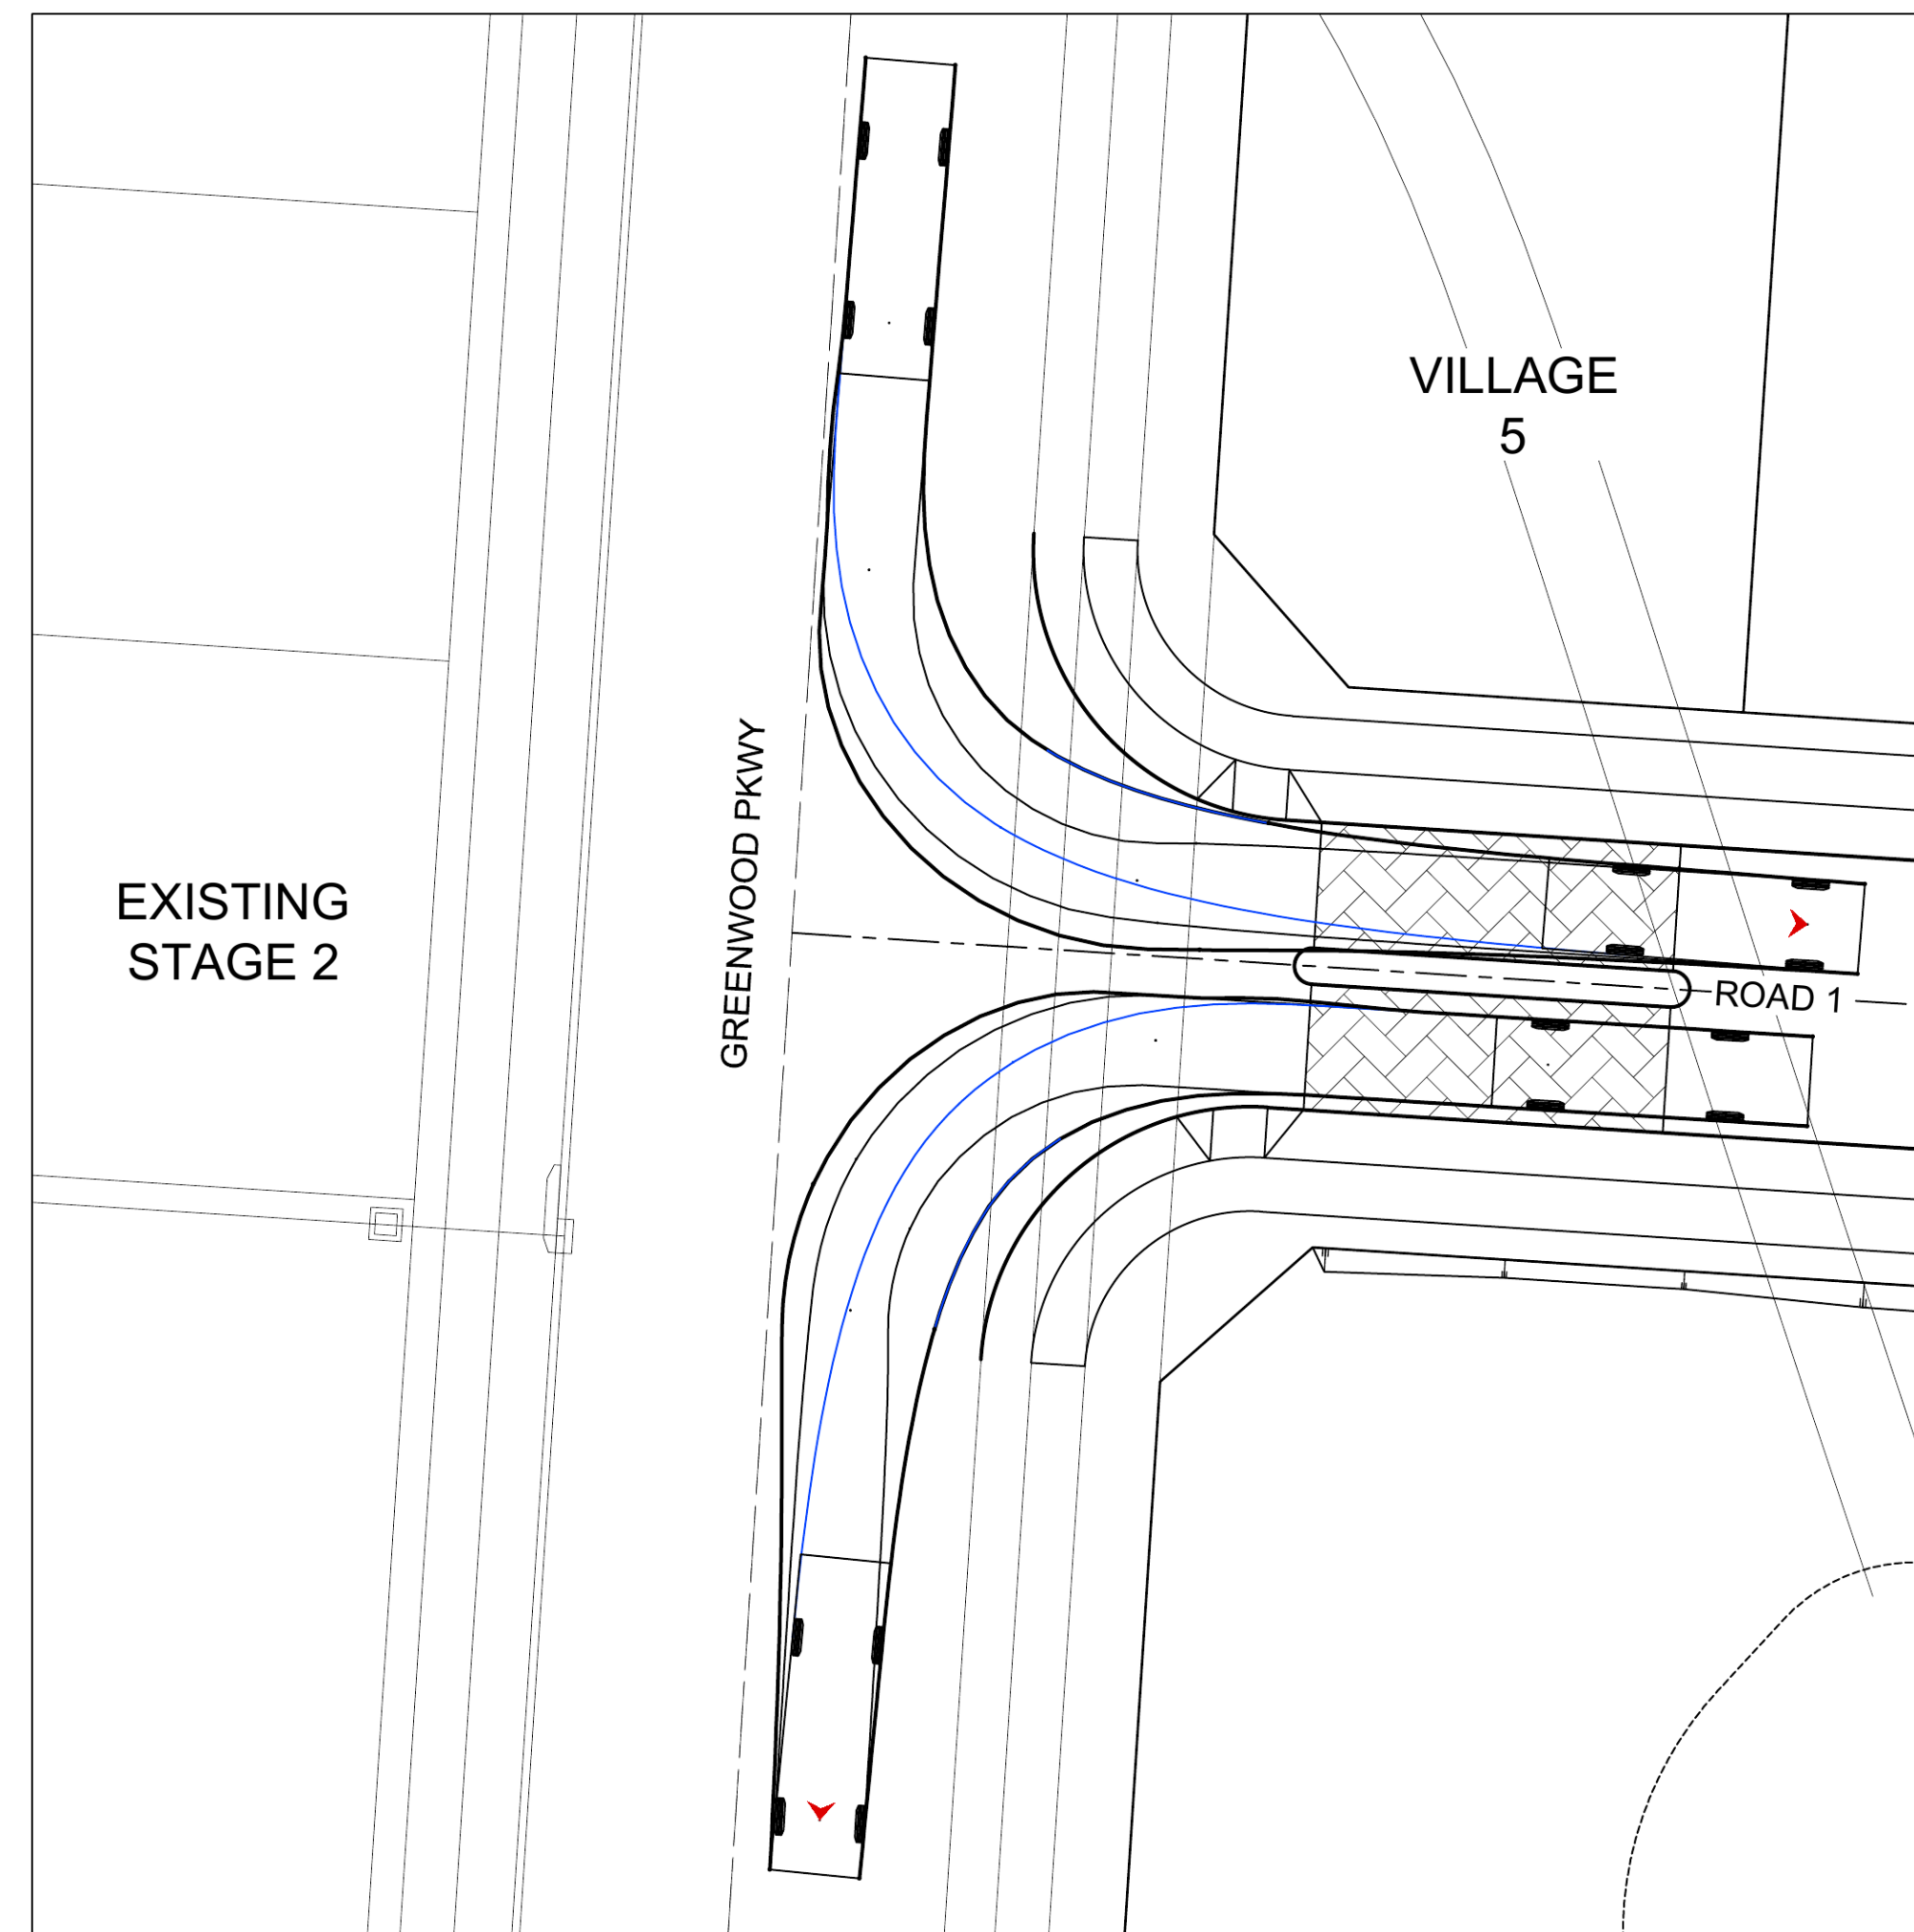 VILLAGE
5
GREENWOOD PKWY
EXISTING
STAGE 2
ROAD 1